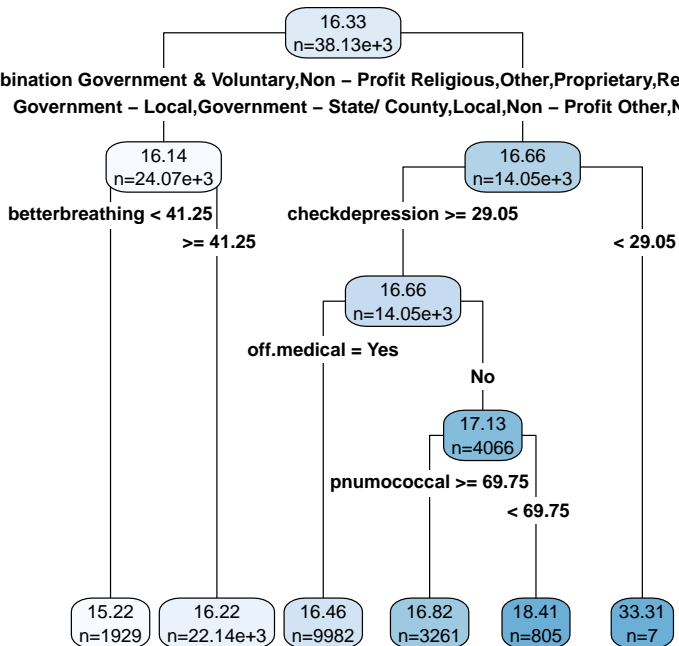 16.33
n=38.13e+3
bination Government & Voluntary,Non − Profit Religious,Other,Proprietary,Re
Government − Local,Government − State/ County,Local,Non − Profit Other,N
16.14
n=24.07e+3
16.66
n=14.05e+3
betterbreathing < 41.25
>= 41.25
checkdepression >= 29.05
< 29.05
16.66
n=14.05e+3
off.medical = Yes
No
17.13
n=4066
pnumococcal >= 69.75
< 69.75
15.22
n=1929
16.22
n=22.14e+3
16.46
n=9982
16.82
n=3261
18.41
n=805
33.31
n=7